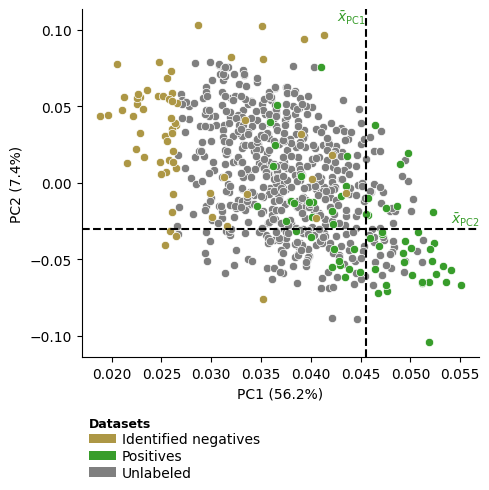 x̄PC1
0.10
0.05
0.00
−0.05
−0.10
PC2 (7.4%)
x̄PC2
0.020 0.025 0.030 0.035 0.040 0.045 0.050 0.055
PC1 (56.2%)
Datasets
Identified negatives
Positives
Unlabeled